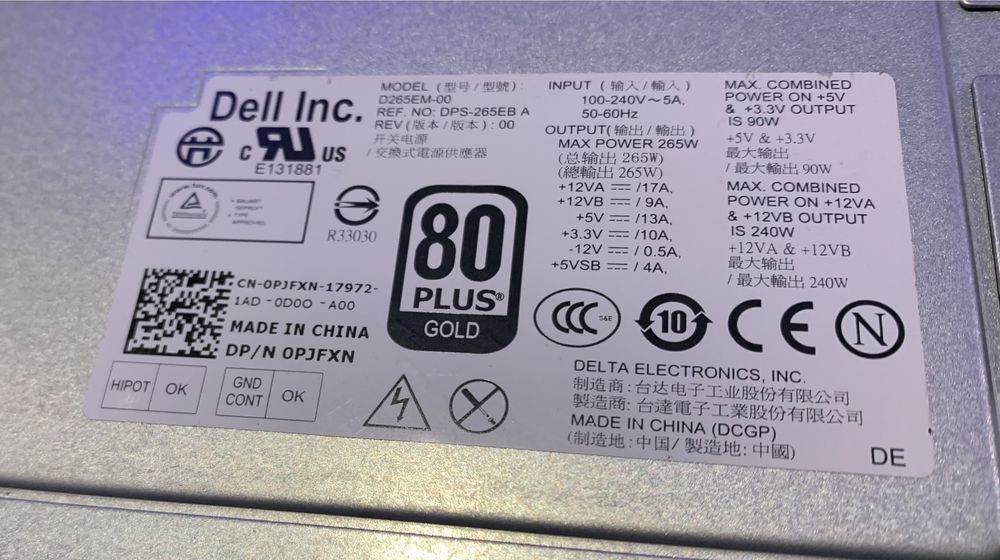 Dell Inc.
c RU US
E131881
www.tuv.com
R33030
CN-0PJFXN-17972-
1AD-0D0O-A00
MADE IN CHINA
DP/N 0PJFXN
HIPOT OK
GND CONT OK
MODEL (型号/型號):
D265EM-00
REF. NO: DPS-265EB A
REV (版本/版本): 00
开关电源
/交換式電源供應器
80
PLUS®
GOLD
INPUT (输入/輸入)
100-240V~5A,
50-60Hz
OUTPUT(输出/輸出)
MAX POWER 265W
(总输出 265W)
(總輸出 265W)
+12VA ⎓ /17A,
+12VB ⎓ / 9A,
+5V ⎓ /13A,
+3.3V ⎓ /10A,
-12V ⎓ / 0.5A,
+5VSB ⎓ / 4A,
MAX. COMBINED
POWER ON +5V
& +3.3V OUTPUT
IS 90W
+5V & +3.3V
最大输出
/ 最大輸出 90W
MAX. COMBINED
POWER ON +12VA
& +12VB OUTPUT
IS 240W
+12VA & +12VB
最大输出
/ 最大輸出 240W
CCC S&E 10 CE N
DELTA ELECTRONICS, INC.
制造商: 台达电子工业股份有限公司
製造商: 台達電子工業股份有限公司
MADE IN CHINA (DCGP)
(制造地: 中国/ 製造地: 中國)
DE